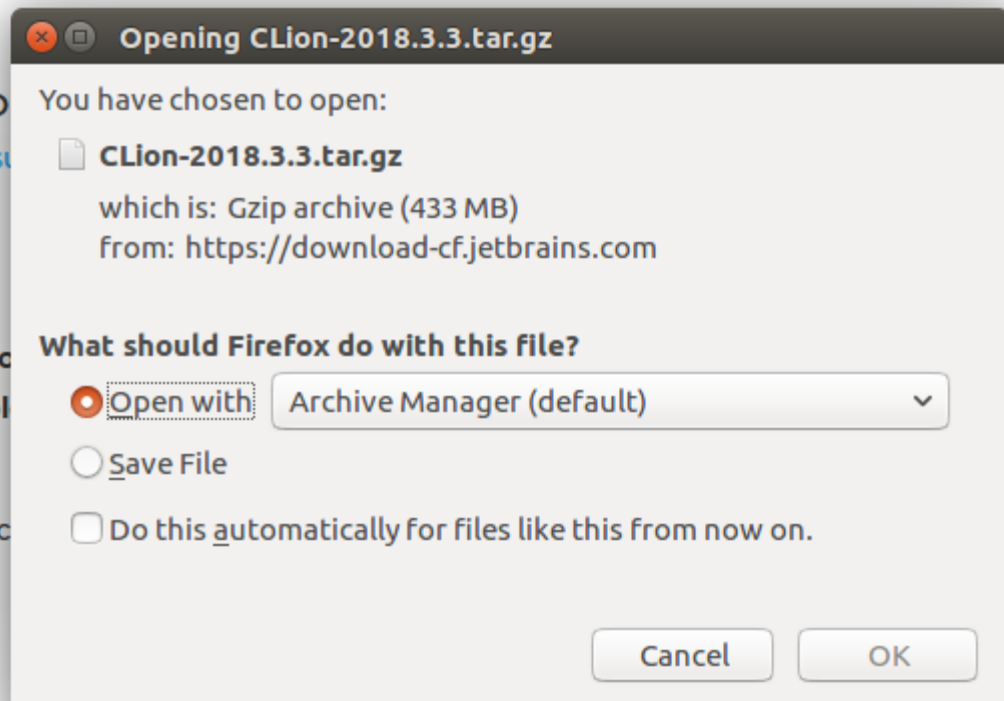 Opening CLion-2018.3.3.tar.gz
You have chosen to open:
CLion-2018.3.3.tar.gz
which is: Gzip archive (433 MB)
from: https://download-cf.jetbrains.com
What should Firefox do with this file?
Open with Archive Manager (default)
Save File
Do this automatically for files like this from now on.
Cancel OK